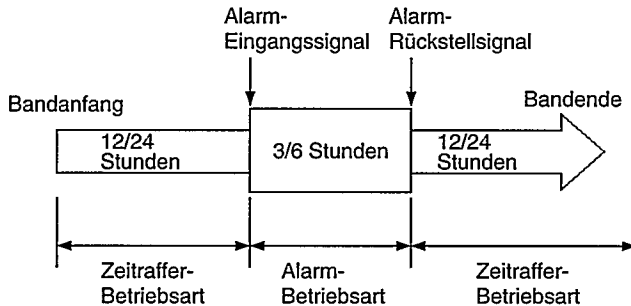 Alarm-
Eingangssignal
Alarm-
Rückstellsignal
Bandanfang
Bandende
12/24
Stunden
3/6 Stunden
12/24
Stunden
Zeitraffer-
Betriebsart
Alarm-
Betriebsart
Zeitraffer-
Betriebsart